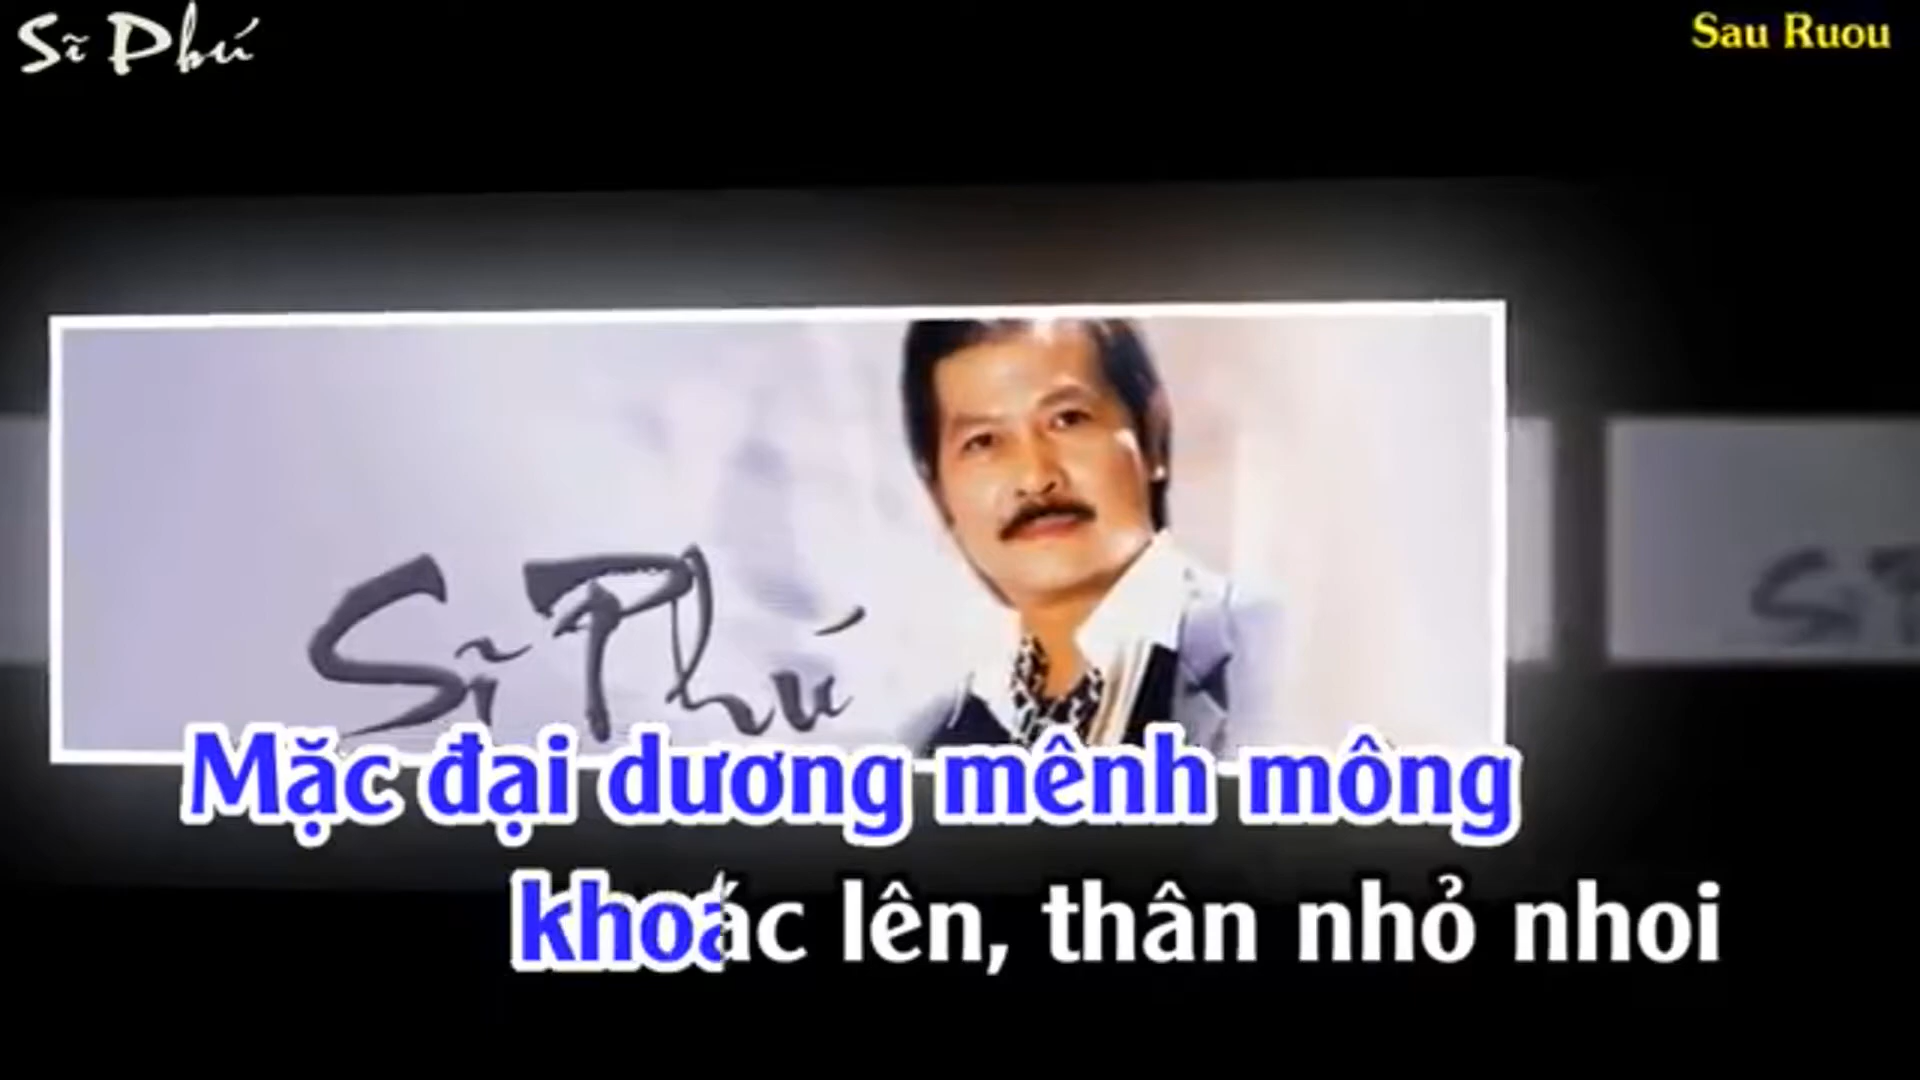 Sĩ Phú
Sau Ruou
Sĩ Phú
Mặc đại dương mênh mông
khoác lên, thân nhỏ nhoi